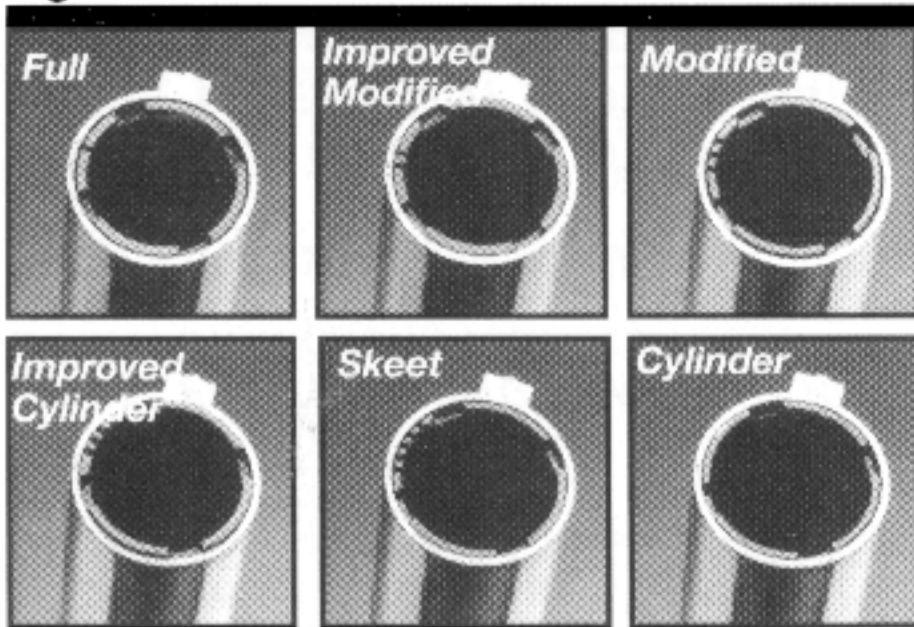 Full
Improved
Modified
Modified
Improved
Cylinder
Skeet
Cylinder